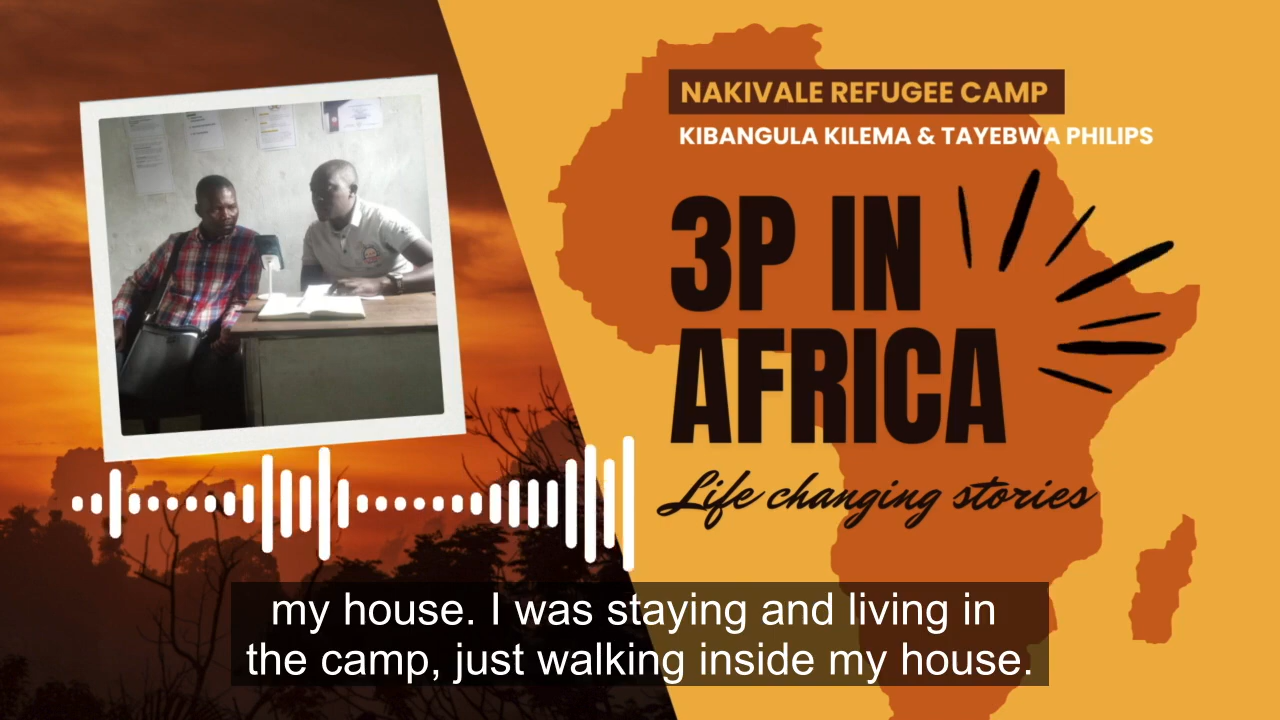 NAKIVALE REFUGEE CAMP
KIBANGULA KILEMA & TAYEBWA PHILIPS
3P IN
AFRICA
Life changing stories
my house. I was staying and living in
the camp, just walking inside my house.